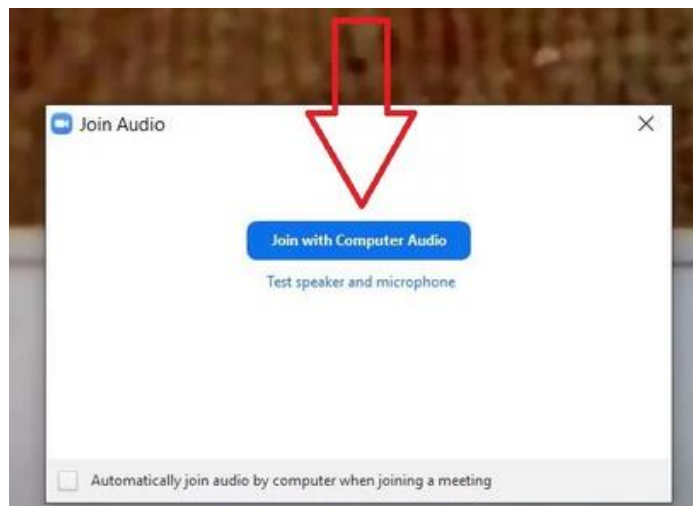 Join Audio
Join with Computer Audio
Test speaker and microphone
Automatically join audio by computer when joining a meeting